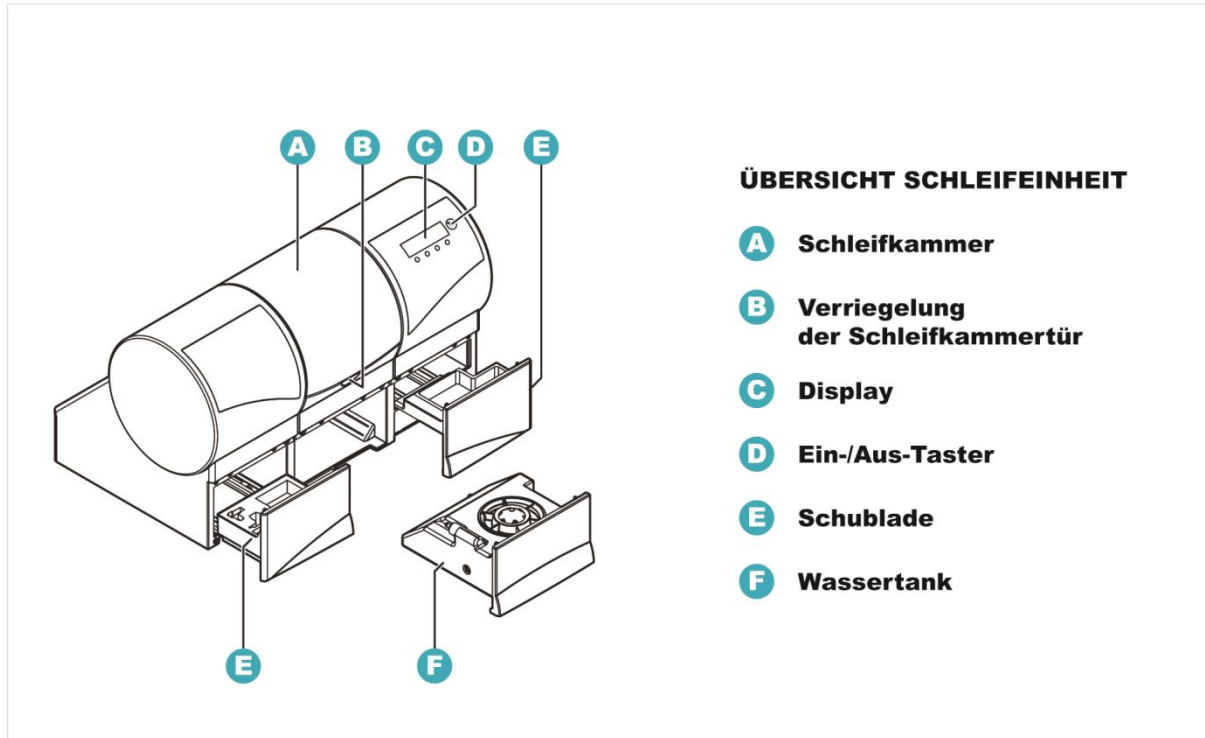 A B C D E
ÜBERSICHT SCHLEIFEINHEIT
A Schleifkammer
B Verriegelung
der Schleifkammertür
C Display
D Ein-/Aus-Taster
E Schublade
F Wassertank
E F